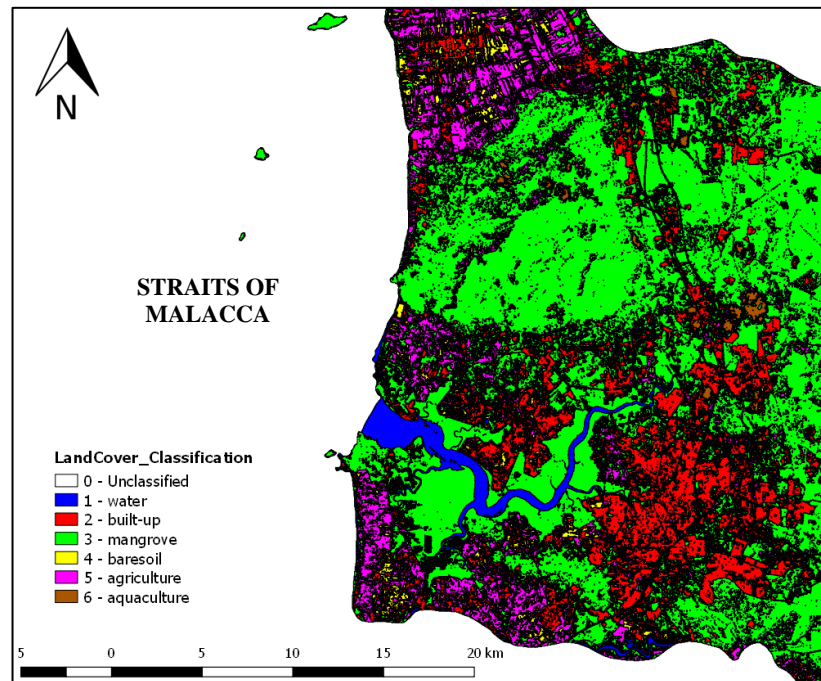 N
STRAITS OF
MALACCA
LandCover_Classification
0 - Unclassified
1 - water
2 - built-up
3 - mangrove
4 - baresoil
5 - agriculture
6 - aquaculture
5 0 5 10 15 20 km